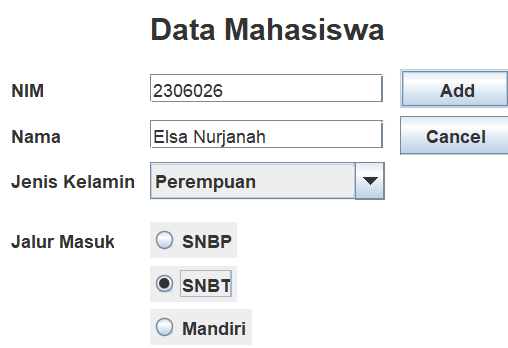 Data Mahasiswa
NIM 2306026 Add
Nama Elsa Nurjanah Cancel
Jenis Kelamin Perempuan
Jalur Masuk SNBP
SNBT
Mandiri